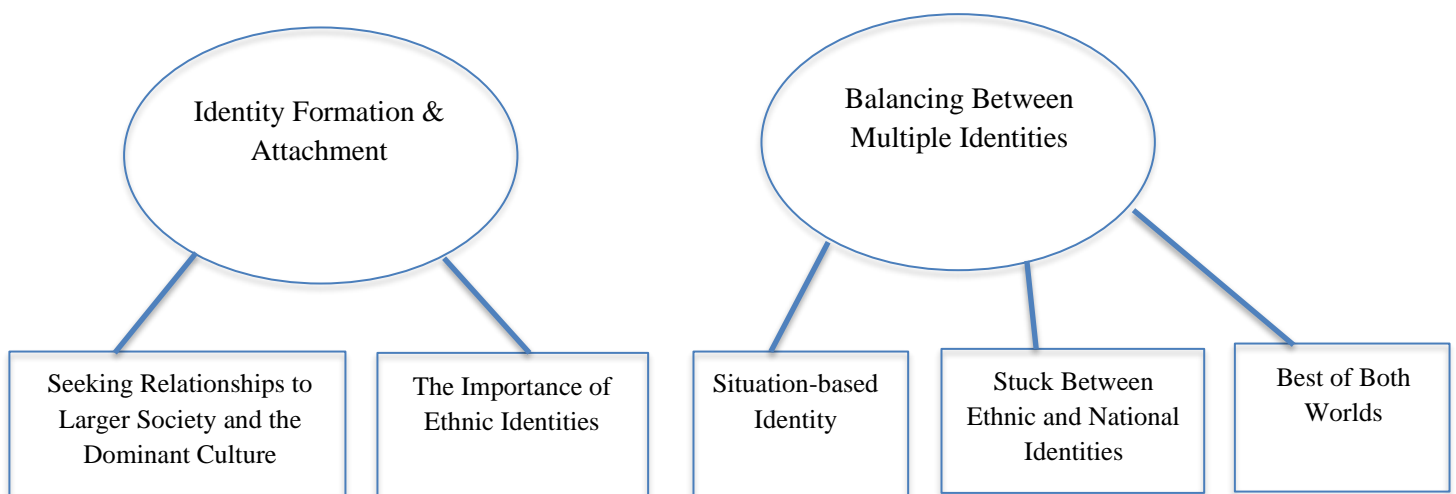 Identity Formation &
Attachment
Balancing Between
Multiple Identities
Seeking Relationships to
Larger Society and the
Dominant Culture
The Importance of
Ethnic Identities
Situation-based
Identity
Stuck Between
Ethnic and National
Identities
Best of Both
Worlds